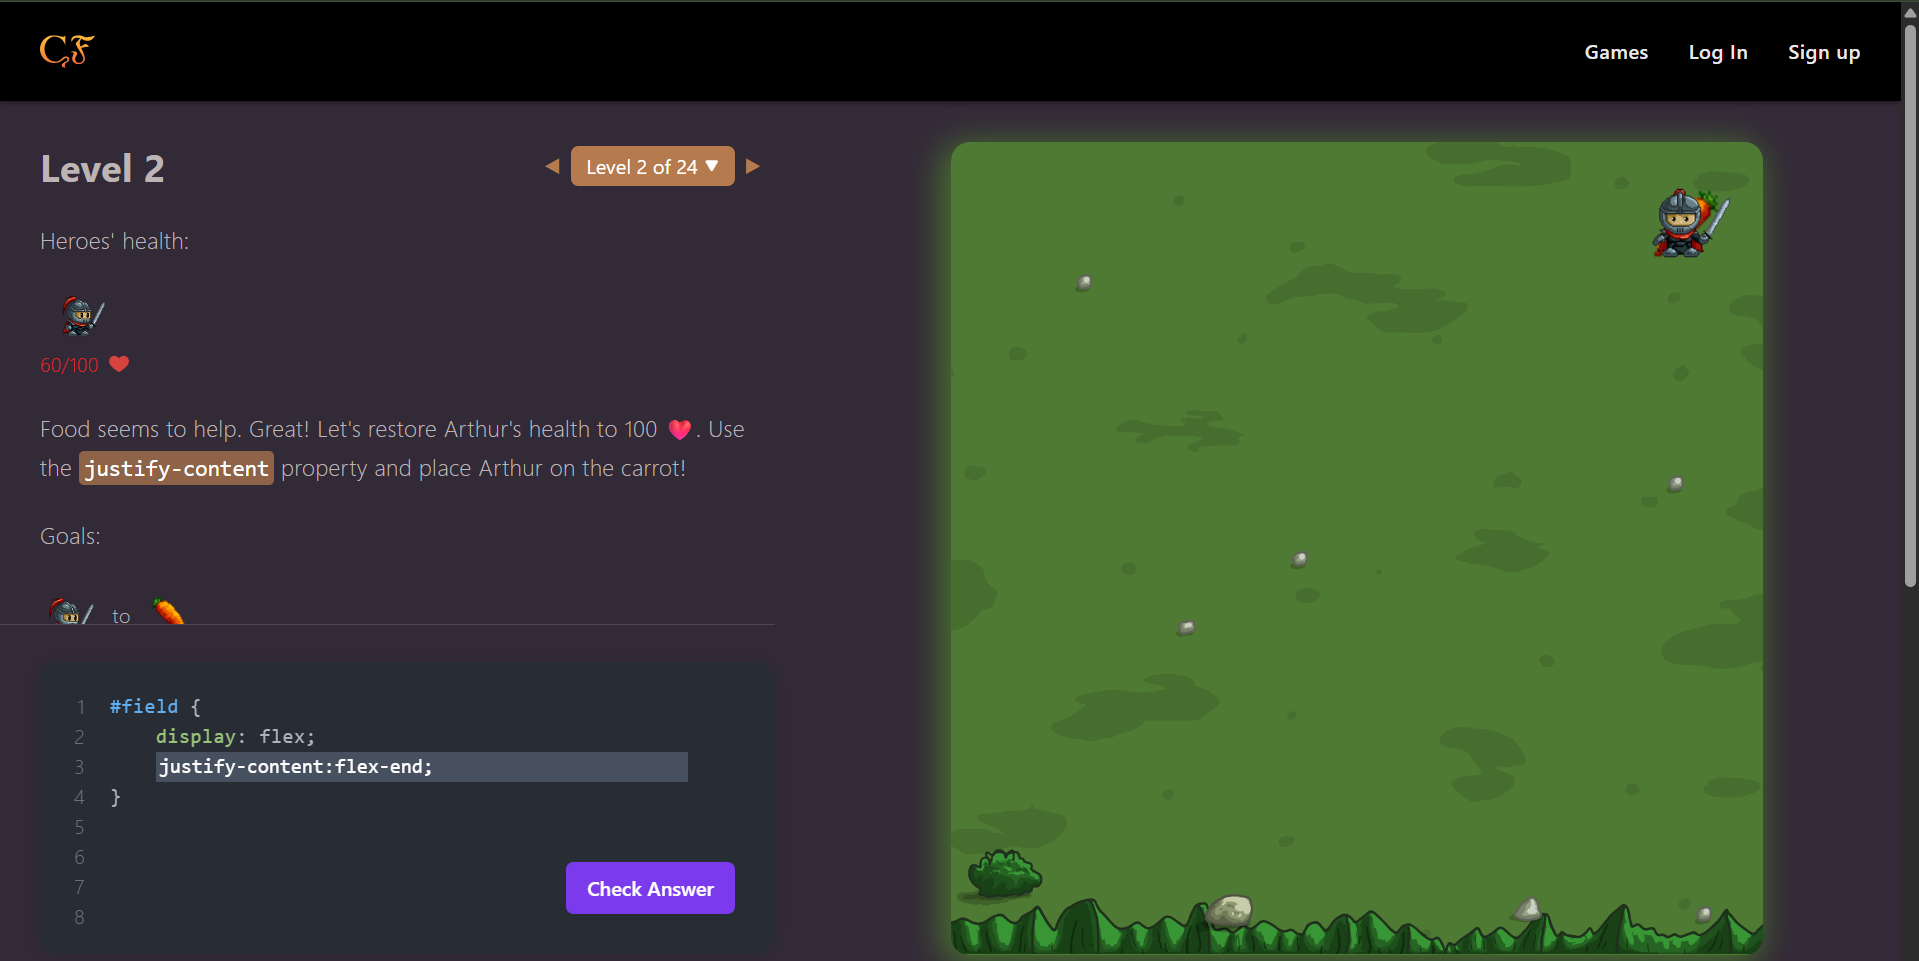 CF
Games Log In Sign up
Level 2
Level 2 of 24 ▼
Heroes' health:
60/100
Food seems to help. Great! Let's restore Arthur's health to 100 💗. Use
the justify-content property and place Arthur on the carrot!
Goals:
to
1 #field {
2 display: flex;
3 justify-content:flex-end;
4 }
5
6
7
8
Check Answer